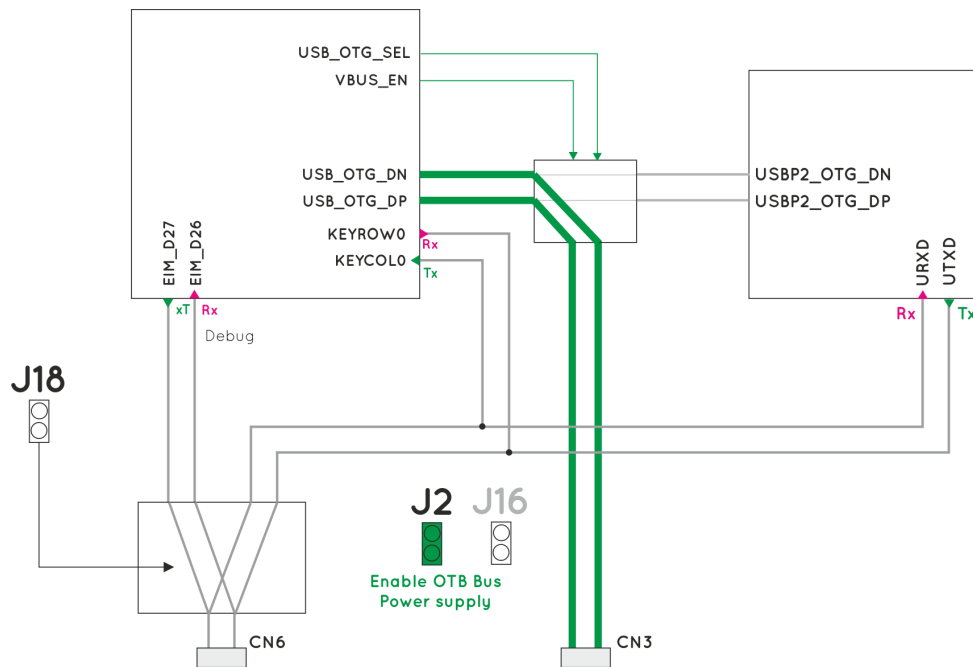 USB_OTG_SEL
VBUS_EN
USB_OTG_DN
USB_OTG_DP
KEYROW0
Rx
KEYCOL0
Tx
EIM_D27
EIM_D26
xT
Rx
Debug
USBP2_OTG_DN
USBP2_OTG_DP
URXD
UTXD
Rx
Tx
J18
J2
J16
Enable OTB Bus
Power supply
CN6
CN3